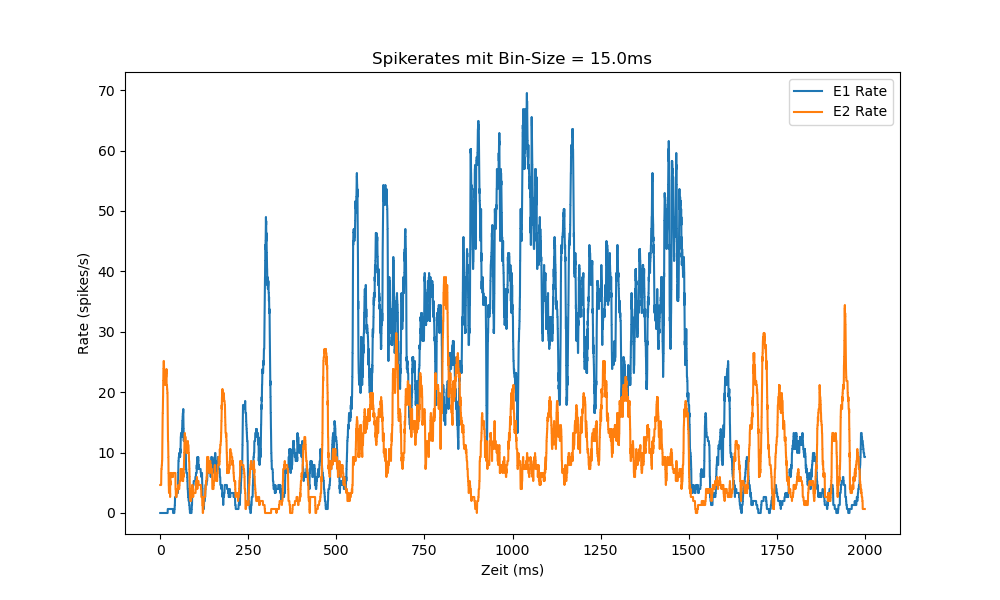 Spikerates mit Bin-Size = 15.0ms
E1 Rate
E2 Rate
70
60
50
40
30
20
10
0
Rate (spikes/s)
0 250 500 750 1000 1250 1500 1750 2000
Zeit (ms)